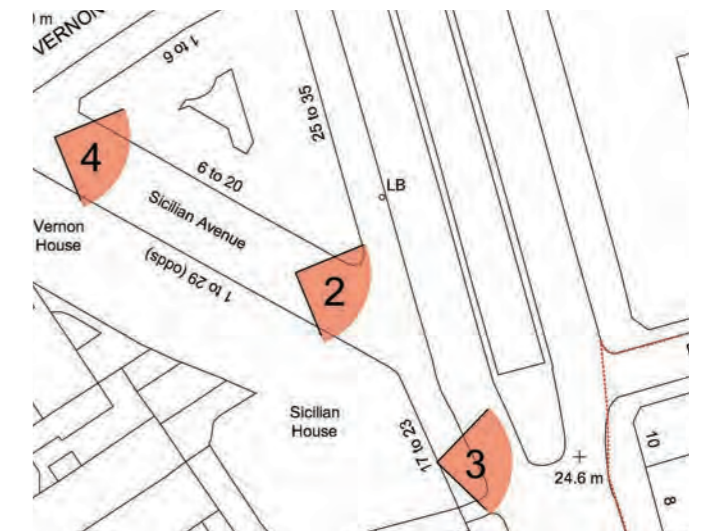 ) m
VERNON
1 to 6
25 to 35
4
6 to 20
LB
Sicilian Avenue
Vernon
House
1 to 29 (odds)
2
Sicilian
House
17 to 23
3
24.6 m
10
8